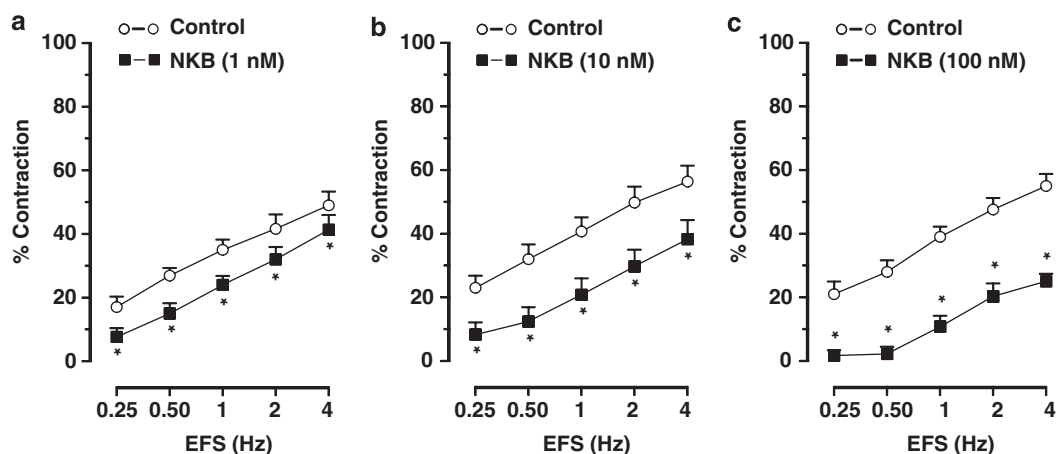 a
Control
NKB (1 nM)
% Contraction
100
80
60
40
20
0
*
*
*
*
*
0.25 0.50 1 2 4
EFS (Hz)
b
Control
NKB (10 nM)
% Contraction
100
80
60
40
20
0
*
*
*
*
*
0.25 0.50 1 2 4
EFS (Hz)
c
Control
NKB (100 nM)
% Contraction
100
80
60
40
20
0
*
*
*
*
*
0.25 0.50 1 2 4
EFS (Hz)